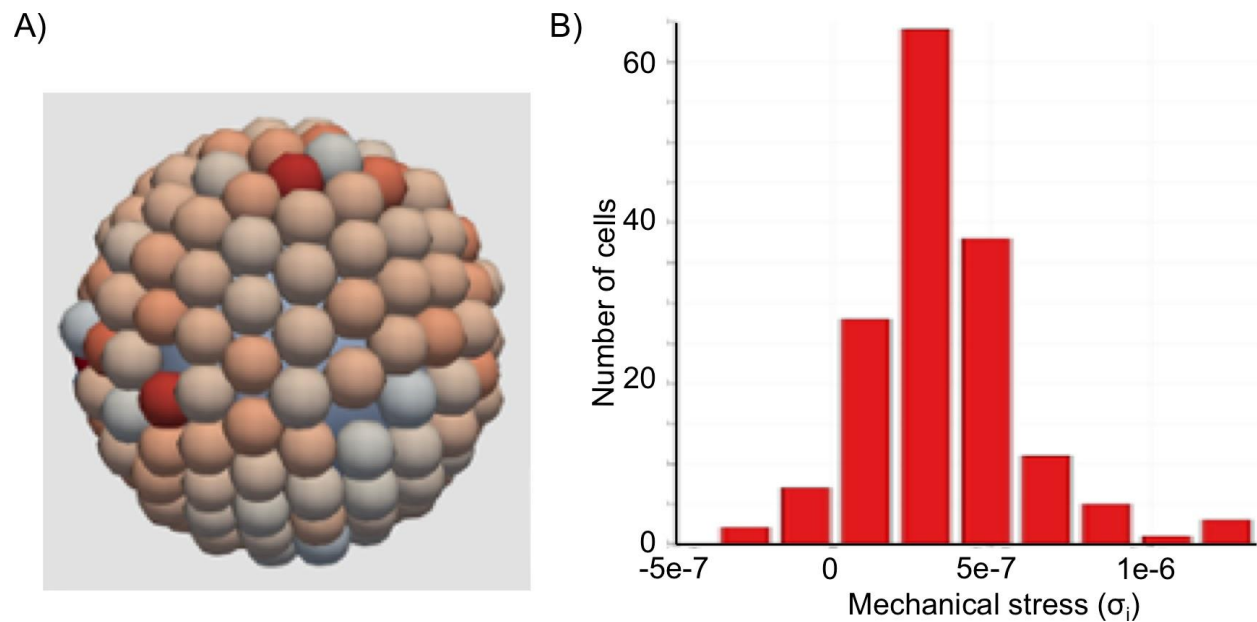 A)
B)
60
40
20
0
Number of cells
-5e-7 0 5e-7 1e-6
Mechanical stress (σi)